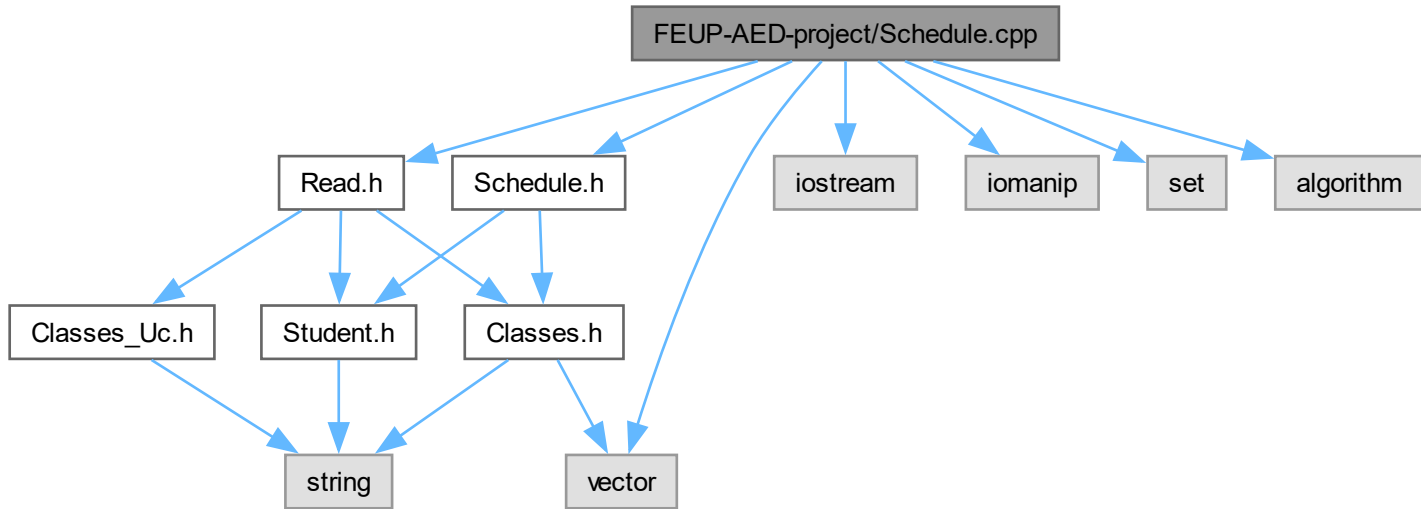 FEUP-AED-project/Schedule.cpp
Read.h
Schedule.h
iostream
iomanip
set
algorithm
Classes_Uc.h
Student.h
Classes.h
string
vector